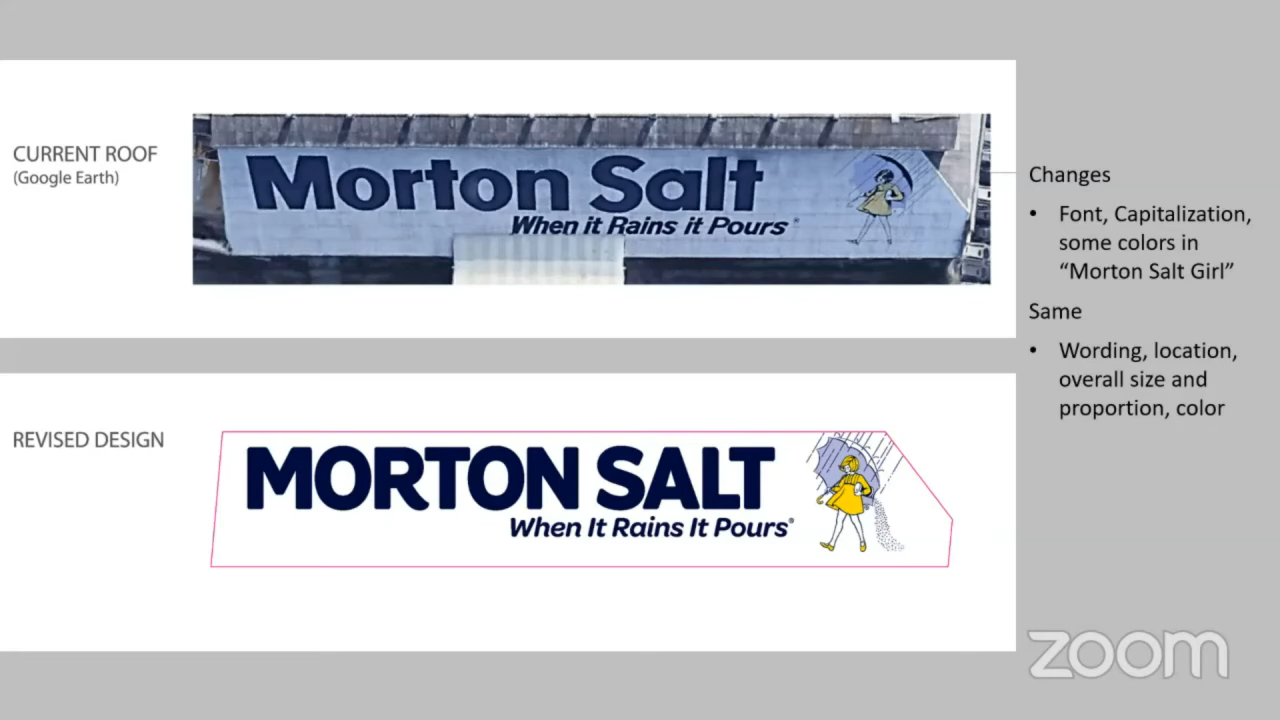 CURRENT ROOF
(Google Earth)
Morton Salt
When it Rains it Pours®
Changes
• Font, Capitalization,
some colors in
“Morton Salt Girl”
Same
• Wording, location,
overall size and
proportion, color
REVISED DESIGN
MORTON SALT
When It Rains It Pours®
zoom